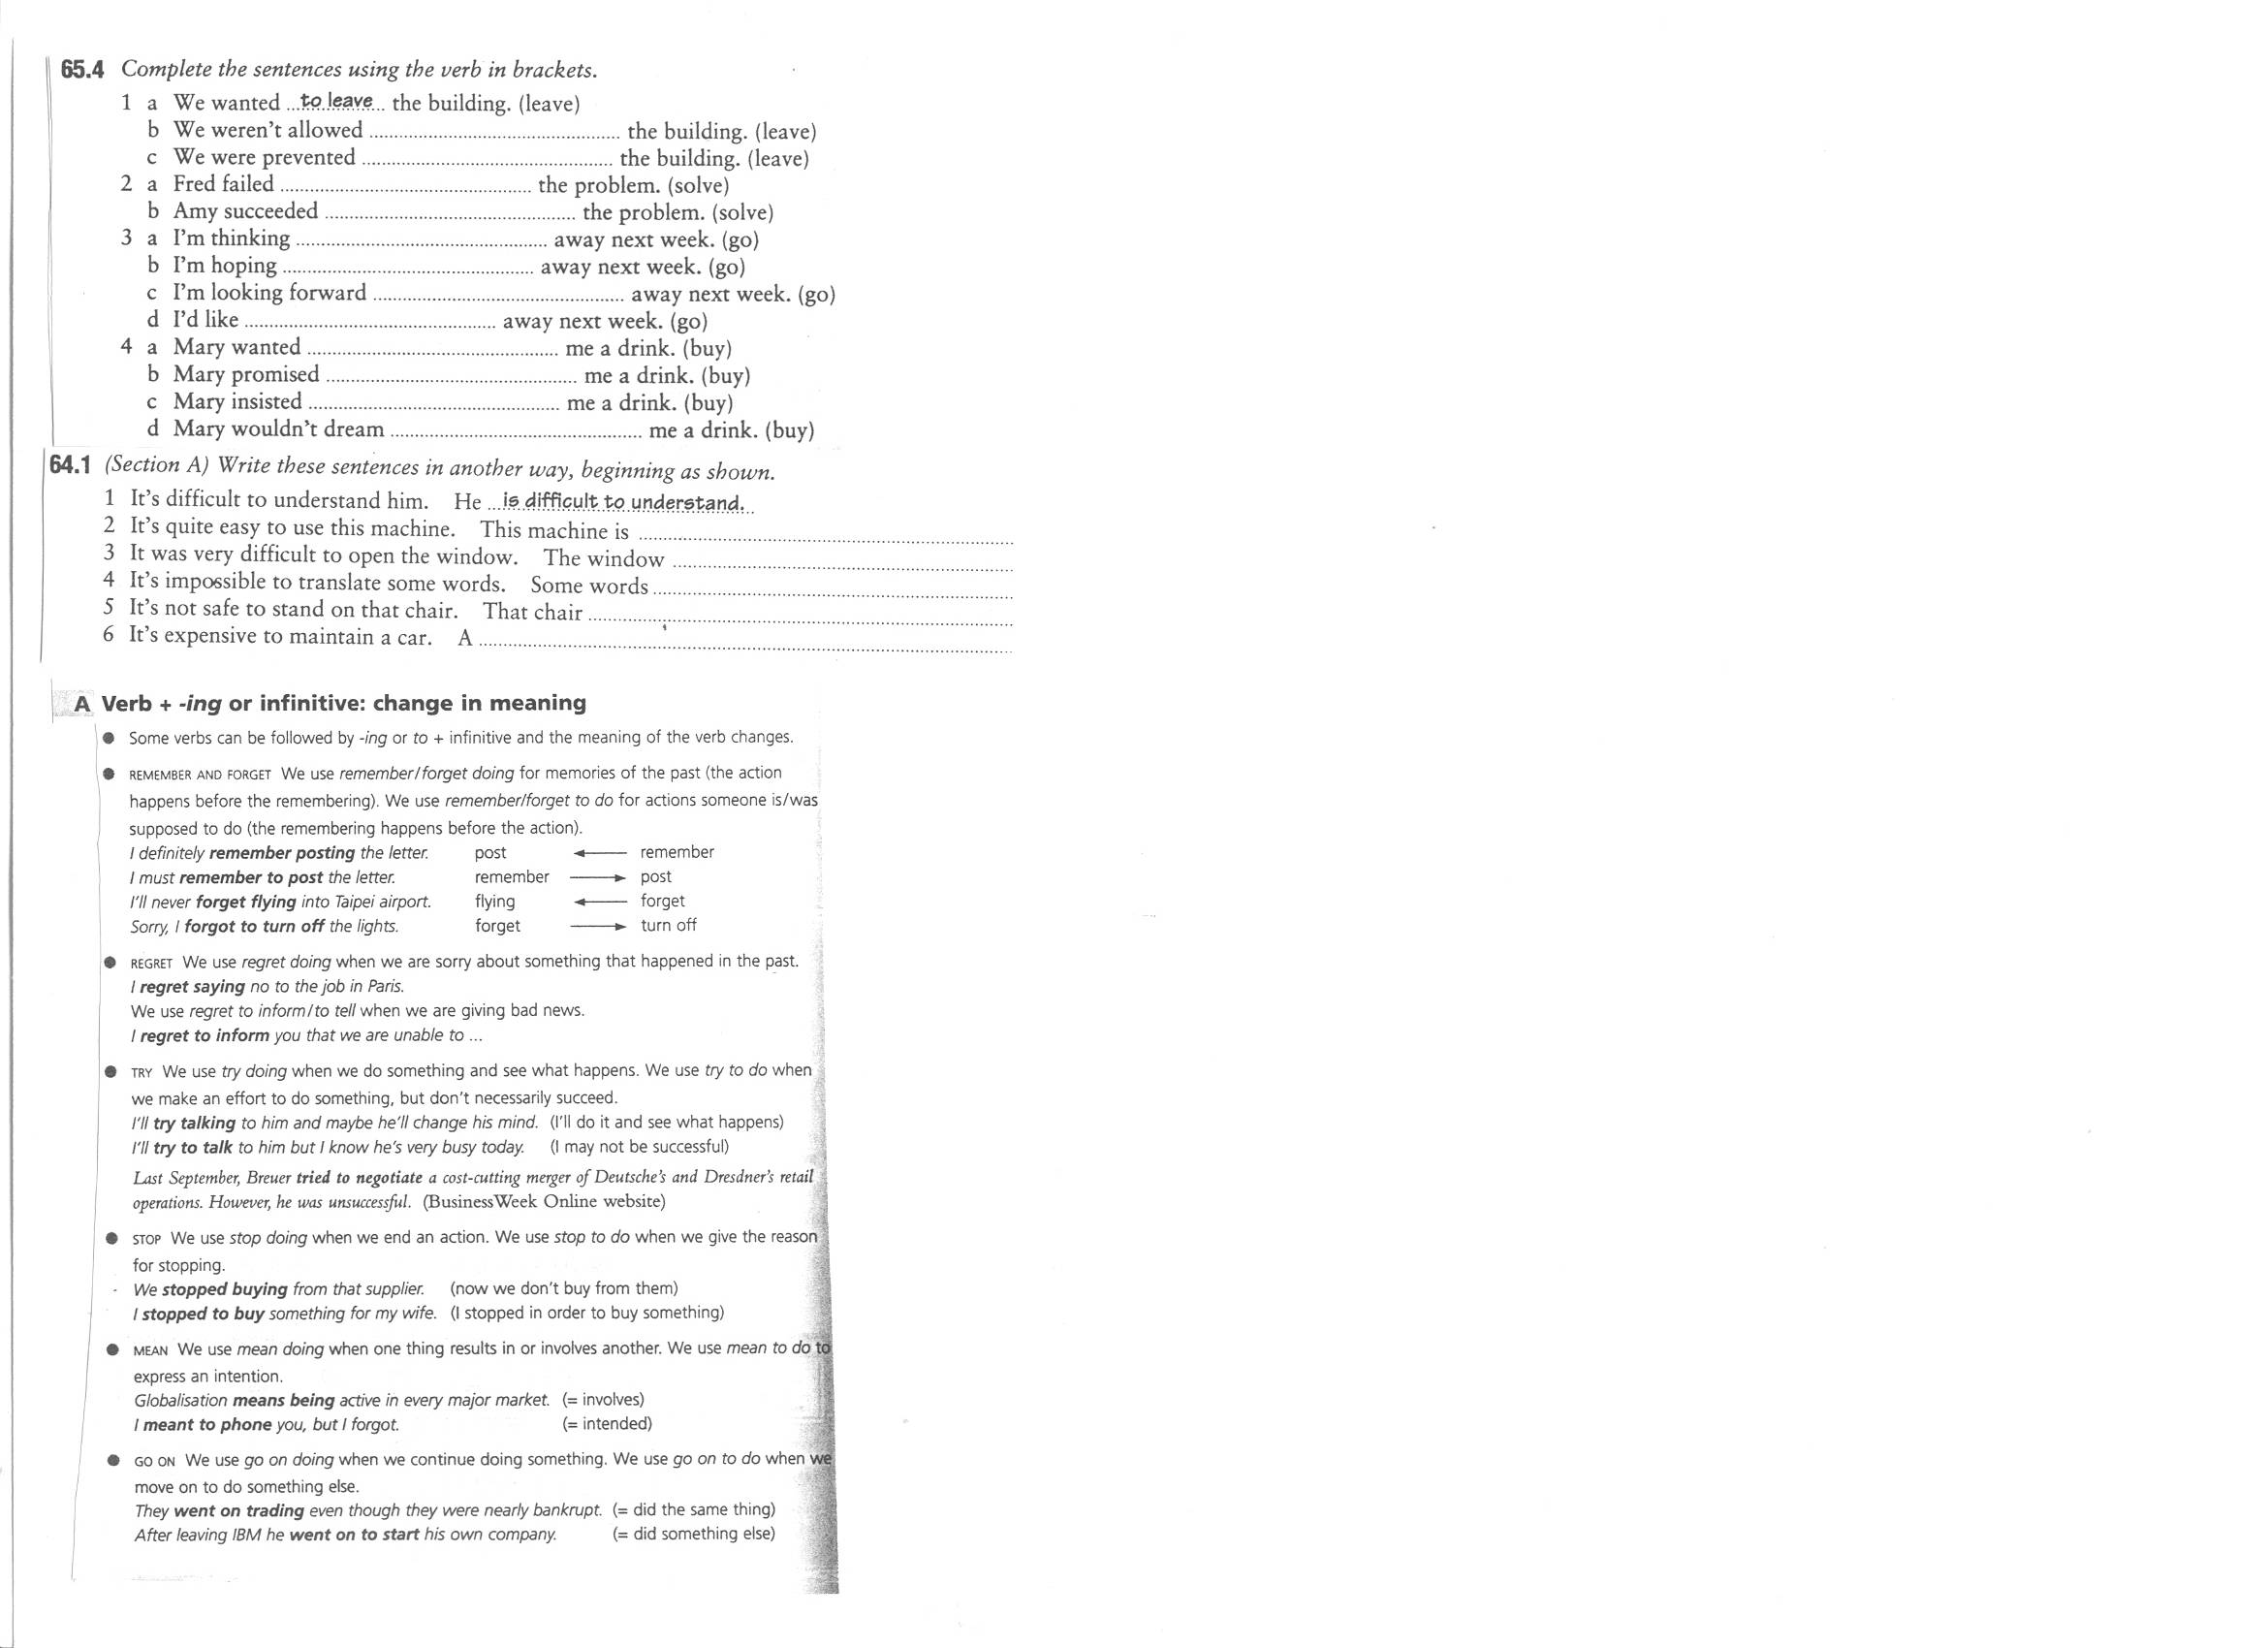 65.4 Complete the sentences using the verb in brackets.
1 a We wanted ...to leave... the building. (leave)
b We weren't allowed .................................................. the building. (leave)
c We were prevented .................................................. the building. (leave)
2 a Fred failed .................................................. the problem. (solve)
b Amy succeeded .................................................. the problem. (solve)
3 a I'm thinking .................................................. away next week. (go)
b I'm hoping .................................................. away next week. (go)
c I'm looking forward .................................................. away next week. (go)
d I'd like .................................................. away next week. (go)
4 a Mary wanted .................................................. me a drink. (buy)
b Mary promised .................................................. me a drink. (buy)
c Mary insisted .................................................. me a drink. (buy)
d Mary wouldn't dream .................................................. me a drink. (buy)
64.1 (Section A) Write these sentences in another way, beginning as shown.
1 It's difficult to understand him. He ...is difficult to understand...
2 It's quite easy to use this machine. This machine is ..................................................
3 It was very difficult to open the window. The window ..................................................
4 It's impossible to translate some words. Some words ..................................................
5 It's not safe to stand on that chair. That chair ..................................................
6 It's expensive to maintain a car. A ..................................................
A Verb + -ing or infinitive: change in meaning
● Some verbs can be followed by -ing or to + infinitive and the meaning of the verb changes.
● REMEMBER AND FORGET We use remember/forget doing for memories of the past (the action
happens before the remembering). We use remember/forget to do for actions someone is/was
supposed to do (the remembering happens before the action).
I definitely remember posting the letter. post ← remember
I must remember to post the letter. remember → post
I'll never forget flying into Taipei airport. flying ← forget
Sorry, I forgot to turn off the lights. forget → turn off
● REGRET We use regret doing when we are sorry about something that happened in the past.
I regret saying no to the job in Paris.
We use regret to inform/to tell when we are giving bad news.
I regret to inform you that we are unable to ...
● TRY We use try doing when we do something and see what happens. We use try to do when
we make an effort to do something, but don't necessarily succeed.
I'll try talking to him and maybe he'll change his mind. (I'll do it and see what happens)
I'll try to talk to him but I know he's very busy today. (I may not be successful)
Last September, Breuer tried to negotiate a cost-cutting merger of Deutsche's and Dresdner's retail
operations. However, he was unsuccessful. (BusinessWeek Online website)
● STOP We use stop doing when we end an action. We use stop to do when we give the reason
for stopping.
We stopped buying from that supplier. (now we don't buy from them)
I stopped to buy something for my wife. (I stopped in order to buy something)
● MEAN We use mean doing when one thing results in or involves another. We use mean to do to
express an intention.
Globalisation means being active in every major market. (= involves)
I meant to phone you, but I forgot. (= intended)
● GO ON We use go on doing when we continue doing something. We use go on to do when we
move on to do something else.
They went on trading even though they were nearly bankrupt. (= did the same thing)
After leaving IBM he went on to start his own company. (= did something else)